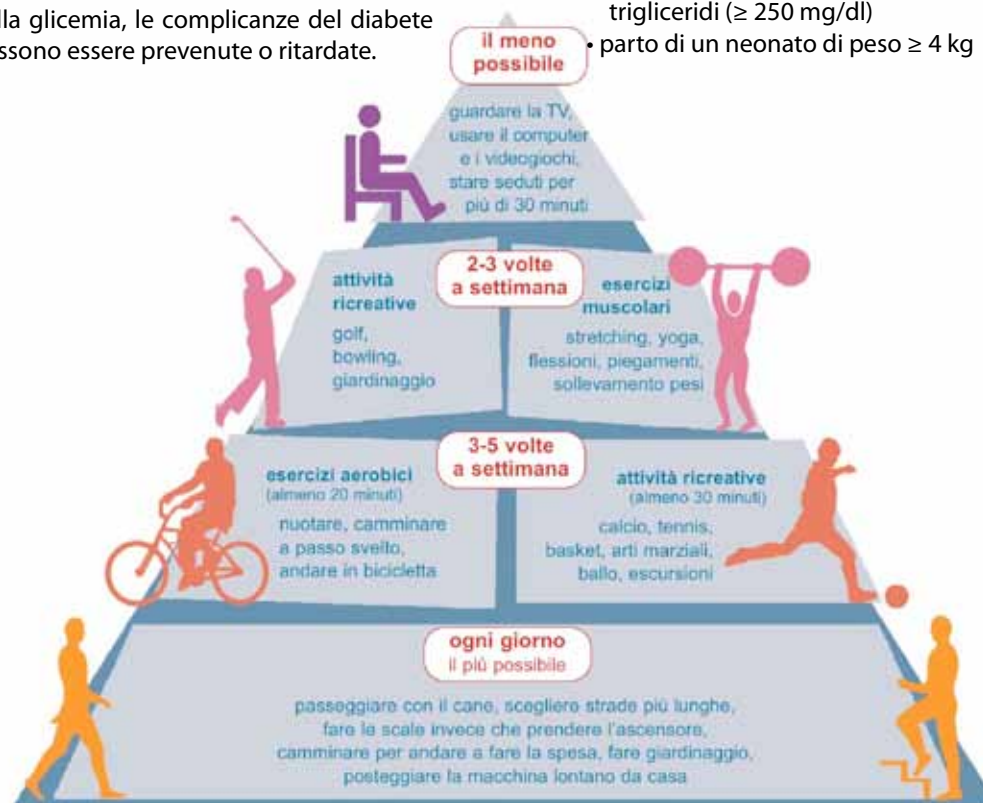 lla glicemia, le complicanze del diabete
ssono essere prevenute o ritardate.
trigliceridi (≥ 250 mg/dl)
• parto di un neonato di peso ≥ 4 kg
il meno
possibile
guardare la TV,
usare il computer
e i videogiochi,
stare seduti per
più di 30 minuti
2-3 volte
a settimana
attività
ricreative
golf,
bowling,
giardinaggio
esercizi
muscolari
stretching, yoga,
flessioni, piegamenti,
sollevamento pesi
3-5 volte
a settimana
esercizi aerobici
(almeno 20 minuti)
nuotare, camminare
a passo svelto,
andare in bicicletta
attività ricreative
(almeno 30 minuti)
calcio, tennis,
basket, arti marziali,
ballo, escursioni
ogni giorno
il più possibile
passeggiare con il cane, scegliere strade più lunghe,
fare le scale invece che prendere l'ascensore,
camminare per andare a fare la spesa, fare giardinaggio,
posteggiare la macchina lontano da casa